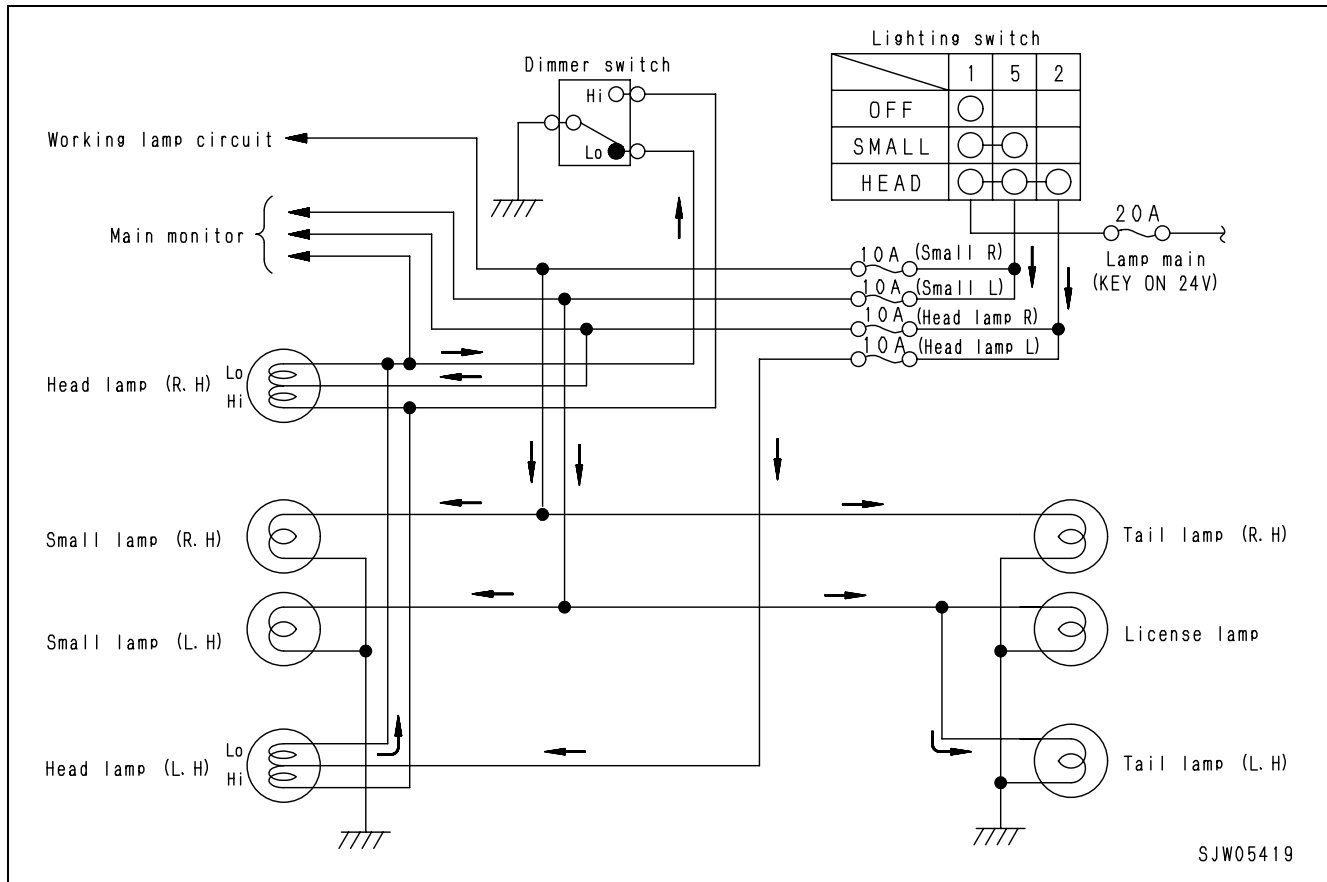 Lighting switch
1 5 2
OFF
SMALL
HEAD
Dimmer switch
Hi
Lo
Working lamp circuit
Main monitor
20A
Lamp main
(KEY ON 24V)
10A (Small R)
10A (Small L)
10A (Head lamp R)
10A (Head lamp L)
Head lamp (R.H)
Lo
Hi
Small lamp (R.H)
Tail lamp (R.H)
Small lamp (L.H)
License lamp
Head lamp (L.H)
Lo
Hi
Tail lamp (L.H)
SJW05419